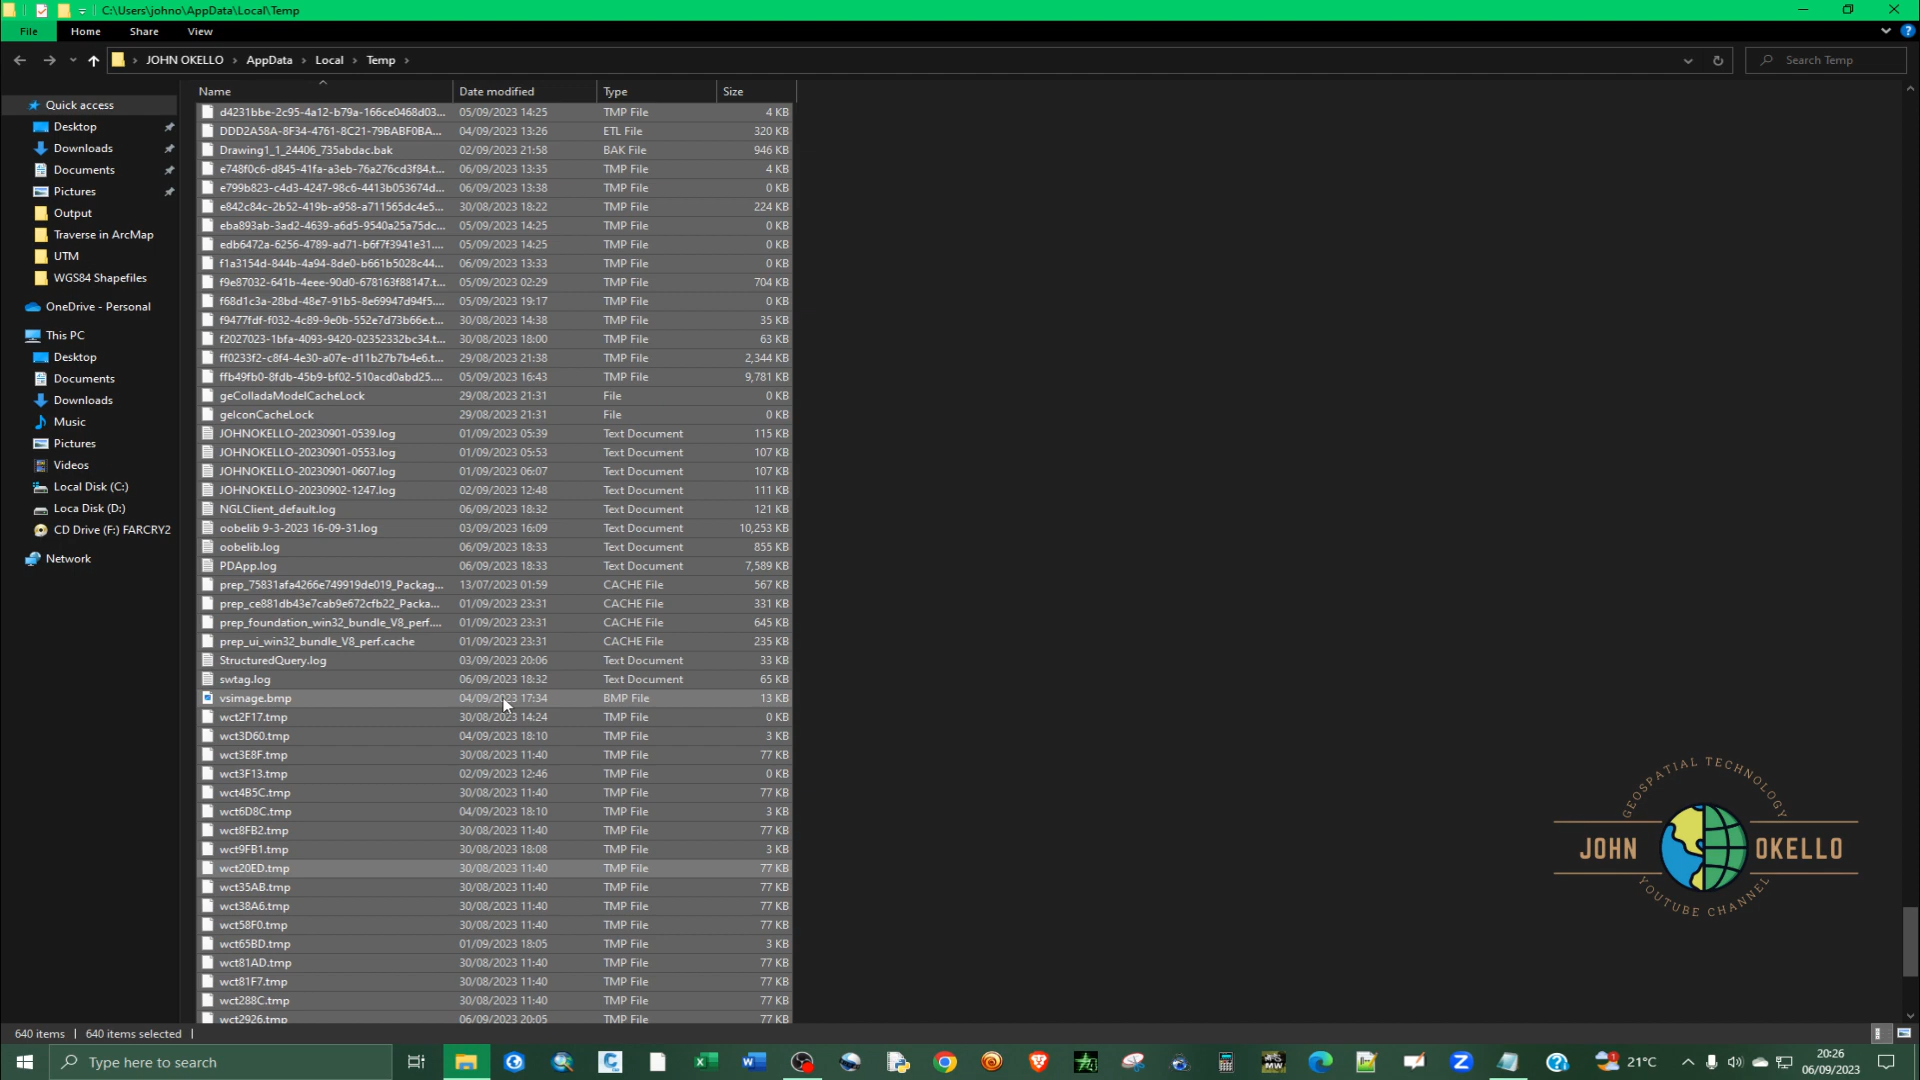 C:\Users\johno\AppData\Local\Temp
File Home Share View
JOHN OKELLO > AppData > Local > Temp >
Search Temp
Name Date modified Type Size
Quick access
Desktop
Downloads
Documents
Pictures
Output
Traverse in ArcMap
UTM
WGS84 Shapefiles
OneDrive - Personal
This PC
Desktop
Documents
Downloads
Music
Pictures
Videos
Local Disk (C:)
Loca Disk (D:)
CD Drive (F:) FARCRY2
Network
d4231bbe-2c95-4a12-b79a-166ce0468d03... 05/09/2023 14:25 TMP File 4 KB
DDD2A58A-8F34-4761-8C21-79BABF0BA... 04/09/2023 13:26 ETL File 320 KB
Drawing1_1_24406_735abdac.bak 02/09/2023 21:58 BAK File 946 KB
e748f0c6-d845-41fa-a3eb-76a276cd3f84.t... 06/09/2023 13:35 TMP File 4 KB
e799b823-c4d3-4247-98c6-4413b053674d... 06/09/2023 13:38 TMP File 0 KB
e842c84c-2b52-419b-a958-a711565dc4e5... 30/08/2023 18:22 TMP File 224 KB
eba893ab-3ad2-4639-a6d5-9540a25a75dc... 05/09/2023 14:25 TMP File 0 KB
edb6472a-6256-4789-ad71-b6f7f3941e31.... 05/09/2023 14:25 TMP File 0 KB
f1a3154d-844b-4a94-8de0-b661b5028c44... 06/09/2023 13:33 TMP File 0 KB
f9e87032-641b-4eee-90d0-678163f88147.t... 05/09/2023 02:29 TMP File 704 KB
f68d1c3a-28bd-48e7-91b5-8e69947d94f5.... 05/09/2023 19:17 TMP File 0 KB
f9477fdf-f032-4c89-9e0b-552e7d73b66e.t... 30/08/2023 14:38 TMP File 35 KB
f2027023-1bfa-4093-9420-02352332bc34.t... 30/08/2023 18:00 TMP File 63 KB
ff0233f2-c8f4-4e30-a07e-d11b27b7b4e6.t... 29/08/2023 21:38 TMP File 2,344 KB
ffb49fb0-8fdb-45b9-bf02-510acd0abd25.... 05/09/2023 16:43 TMP File 9,781 KB
geColladaModelCacheLock 29/08/2023 21:31 File 0 KB
geIconCacheLock 29/08/2023 21:31 File 0 KB
JOHNOKELLO-20230901-0539.log 01/09/2023 05:39 Text Document 115 KB
JOHNOKELLO-20230901-0553.log 01/09/2023 05:53 Text Document 107 KB
JOHNOKELLO-20230901-0607.log 01/09/2023 06:07 Text Document 107 KB
JOHNOKELLO-20230902-1247.log 02/09/2023 12:48 Text Document 111 KB
NGLClient_default.log 06/09/2023 18:32 Text Document 121 KB
oobelib 9-3-2023 16-09-31.log 03/09/2023 16:09 Text Document 10,253 KB
oobelib.log 06/09/2023 18:33 Text Document 855 KB
PDApp.log 06/09/2023 18:33 Text Document 7,589 KB
prep_75831afa4266e749919de019_Packag... 13/07/2023 01:59 CACHE File 567 KB
prep_ce881db43e7cab9e672cfb22_Packa... 01/09/2023 23:31 CACHE File 331 KB
prep_foundation_win32_bundle_V8_perf.... 01/09/2023 23:31 CACHE File 645 KB
prep_ui_win32_bundle_V8_perf.cache 01/09/2023 23:31 CACHE File 235 KB
StructuredQuery.log 03/09/2023 20:06 Text Document 33 KB
swtag.log 06/09/2023 18:32 Text Document 65 KB
vsimage.bmp 04/09/2023 17:34 BMP File 13 KB
wct2F17.tmp 30/08/2023 14:24 TMP File 0 KB
wct3D60.tmp 04/09/2023 18:10 TMP File 3 KB
wct3E8F.tmp 30/08/2023 11:40 TMP File 77 KB
wct3F13.tmp 02/09/2023 12:46 TMP File 0 KB
wct4B5C.tmp 30/08/2023 11:40 TMP File 77 KB
wct6D8C.tmp 04/09/2023 18:10 TMP File 3 KB
wct8FB2.tmp 30/08/2023 11:40 TMP File 77 KB
wct9FB1.tmp 30/08/2023 18:08 TMP File 3 KB
wct20ED.tmp 30/08/2023 11:40 TMP File 77 KB
wct35AB.tmp 30/08/2023 11:40 TMP File 77 KB
wct38A6.tmp 30/08/2023 11:40 TMP File 77 KB
wct58F0.tmp 30/08/2023 11:40 TMP File 77 KB
wct65BD.tmp 01/09/2023 18:05 TMP File 3 KB
wct81AD.tmp 30/08/2023 11:40 TMP File 77 KB
wct81F7.tmp 30/08/2023 11:40 TMP File 77 KB
wct288C.tmp 30/08/2023 11:40 TMP File 77 KB
wct2926.tmp 06/09/2023 20:05 TMP File 77 KB
GEOSPATIAL TECHNOLOGY
JOHN OKELLO
YOUTUBE CHANNEL
640 items 640 items selected
Type here to search
21°C
20:26
06/09/2023